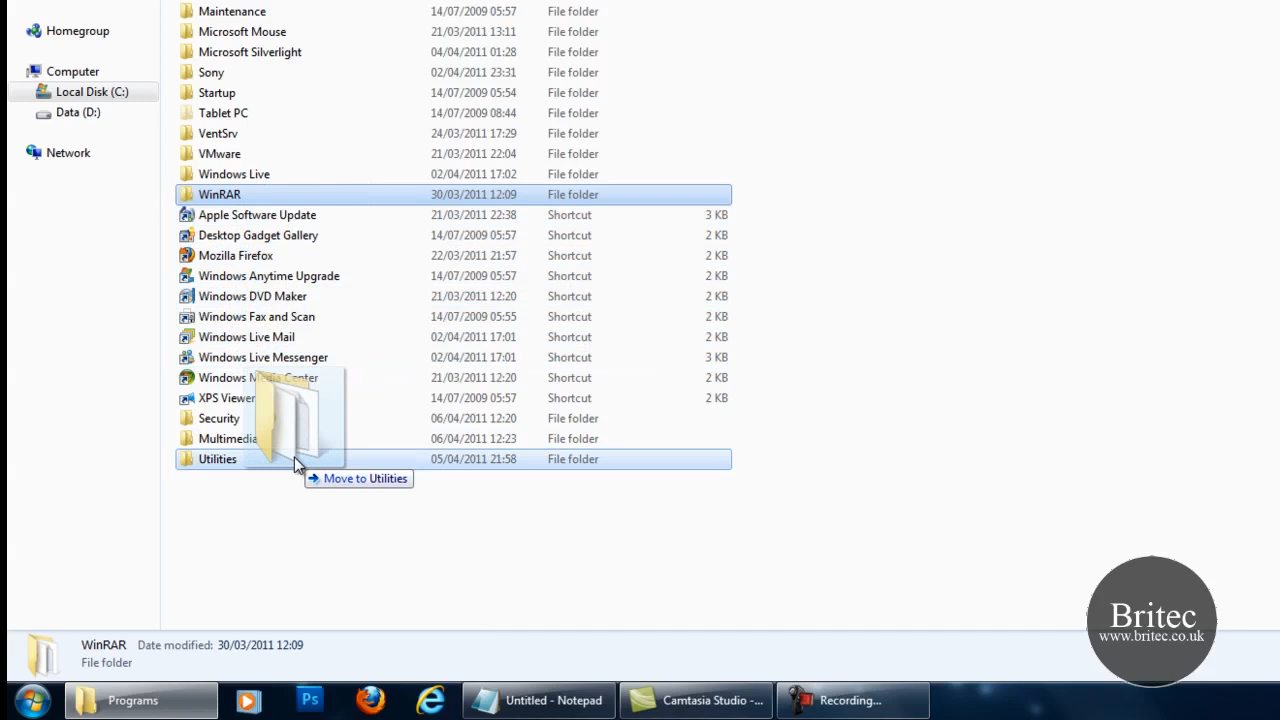 Maintenance 14/07/2009 05:57 File folder
Homegroup Microsoft Mouse 21/03/2011 13:11 File folder
Microsoft Silverlight 04/04/2011 01:28 File folder
Computer Sony 02/04/2011 23:31 File folder
Local Disk (C:) Startup 14/07/2009 05:54 File folder
Data (D:) Tablet PC 14/07/2009 08:44 File folder
VentSrv 24/03/2011 17:29 File folder
Network VMware 21/03/2011 22:04 File folder
Windows Live 02/04/2011 17:02 File folder
WinRAR 30/03/2011 12:09 File folder
Apple Software Update 21/03/2011 22:38 Shortcut 3 KB
Desktop Gadget Gallery 14/07/2009 05:57 Shortcut 2 KB
Mozilla Firefox 22/03/2011 21:57 Shortcut 2 KB
Windows Anytime Upgrade 14/07/2009 05:57 Shortcut 2 KB
Windows DVD Maker 21/03/2011 12:20 Shortcut 2 KB
Windows Fax and Scan 14/07/2009 05:55 Shortcut 2 KB
Windows Live Mail 02/04/2011 17:01 Shortcut 2 KB
Windows Live Messenger 02/04/2011 17:01 Shortcut 3 KB
Windows Media Center 21/03/2011 12:20 Shortcut 2 KB
XPS Viewer 14/07/2009 05:57 Shortcut 2 KB
Security 06/04/2011 12:20 File folder
Multimedia 06/04/2011 12:23 File folder
Utilities 05/04/2011 21:58 File folder
Move to Utilities
Britec
www.britec.co.uk
WinRAR Date modified: 30/03/2011 12:09
File folder
Programs Ps Untitled - Notepad Camtasia Studio -... Recording...